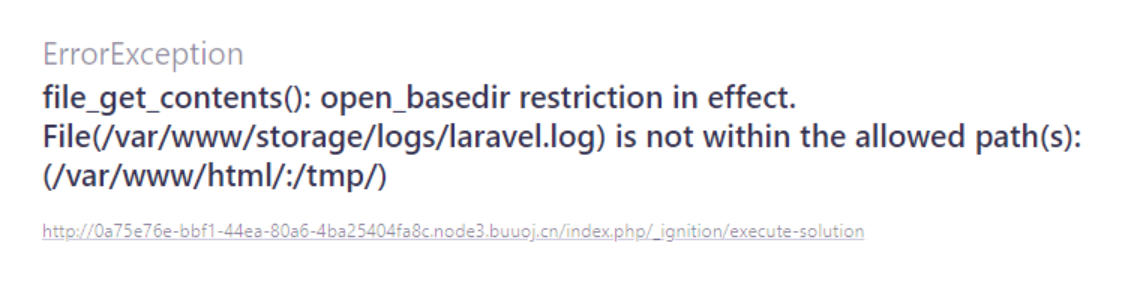 ErrorException
file_get_contents(): open_basedir restriction in effect.
File(/var/www/storage/logs/laravel.log) is not within the allowed path(s):
(/var/www/html/:/tmp/)
http://0a75e76e-bbf1-44ea-80a6-4ba25404fa8c.node3.buuoj.cn/index.php/_ignition/execute-solution